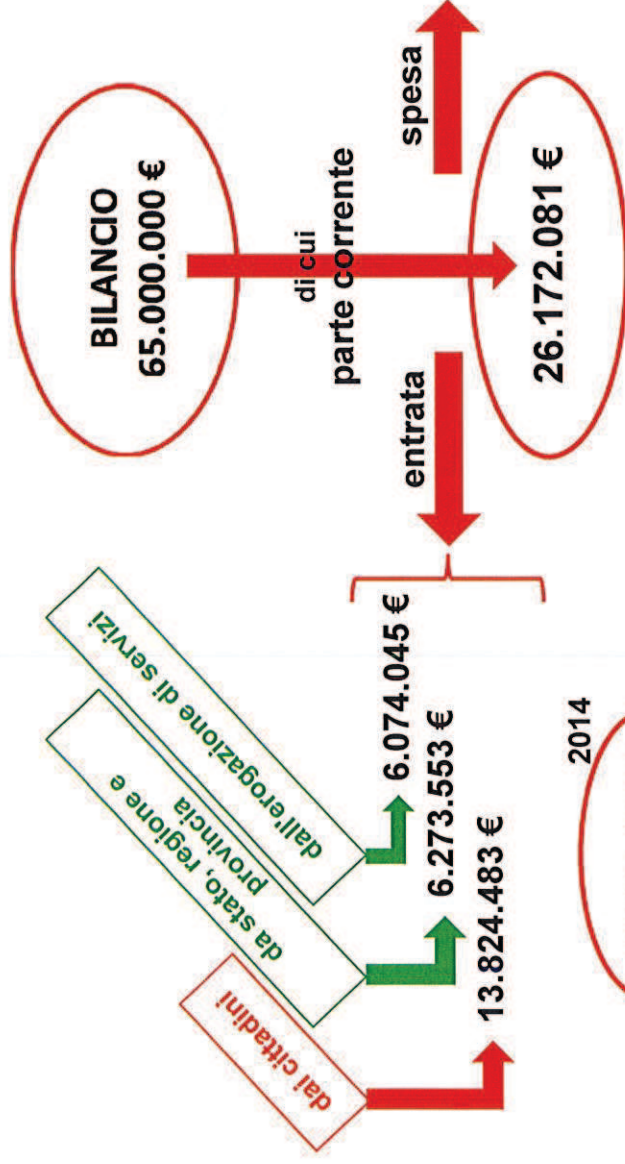 BILANCIO
65.000.000 €
di cui
parte corrente
entrata
spesa
26.172.081 €
dall'erogazione di servizi
da stato, regione e
provincia
dai cittadini
6.074.045 €
6.273.553 €
13.824.483 €
2014